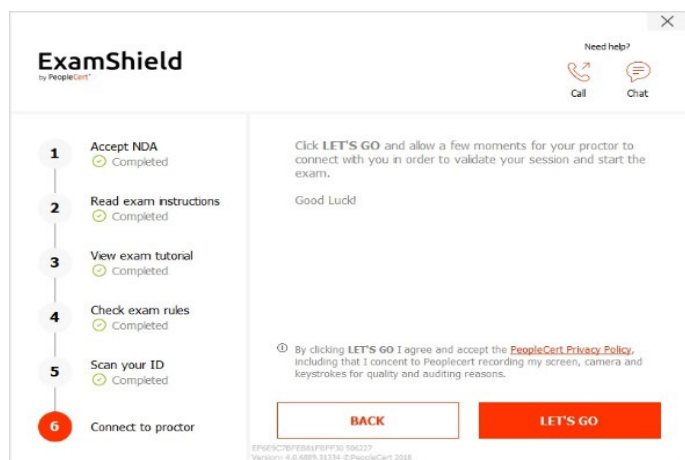 Need help?
ExamShield
by PeopleCert
Call
Chat
1
Accept NDA
Completed
2
Read exam instructions
Completed
3
View exam tutorial
Completed
4
Check exam rules
Completed
5
Scan your ID
Completed
6
Connect to proctor
Click LET'S GO and allow a few moments for your proctor to
connect with you in order to validate your session and start the
exam.
Good Luck!
By clicking LET'S GO I agree and accept the PeopleCert Privacy Policy,
including that I consent to Peoplecert recording my screen, camera and
keystrokes for quality and auditing reasons.
BACK
LET'S GO
©PeopleCert 2018